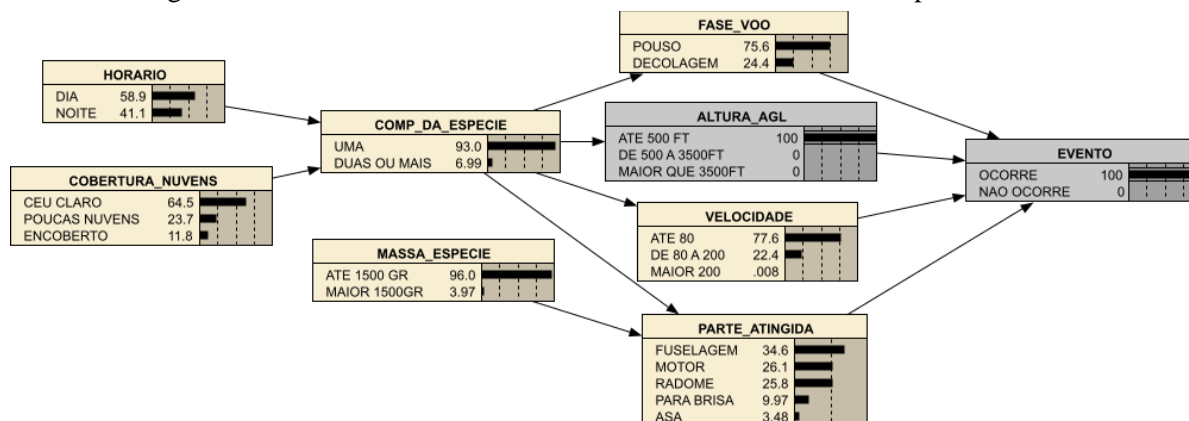 FASE_VOO
POUSO 75.6
DECOLAGEM 24.4
HORARIO
DIA 58.9
NOITE 41.1
COMP_DA_ESPECIE
UMA 93.0
DUAS OU MAIS 6.99
ALTURA_AGL
ATE 500 FT 100
DE 500 A 3500FT 0
MAIOR QUE 3500FT 0
EVENTO
OCORRE 100
NAO OCORRE 0
COBERTURA_NUVENS
CEU CLARO 64.5
POUCAS NUVENS 23.7
ENCOBERTO 11.8
VELOCIDADE
ATE 80 77.6
DE 80 A 200 22.4
MAIOR 200 .008
MASSA_ESPECIE
ATE 1500 GR 96.0
MAIOR 1500GR 3.97
PARTE_ATINGIDA
FUSELAGEM 34.6
MOTOR 26.1
RADOME 25.8
PARA BRISA 9.97
ASA 3.48